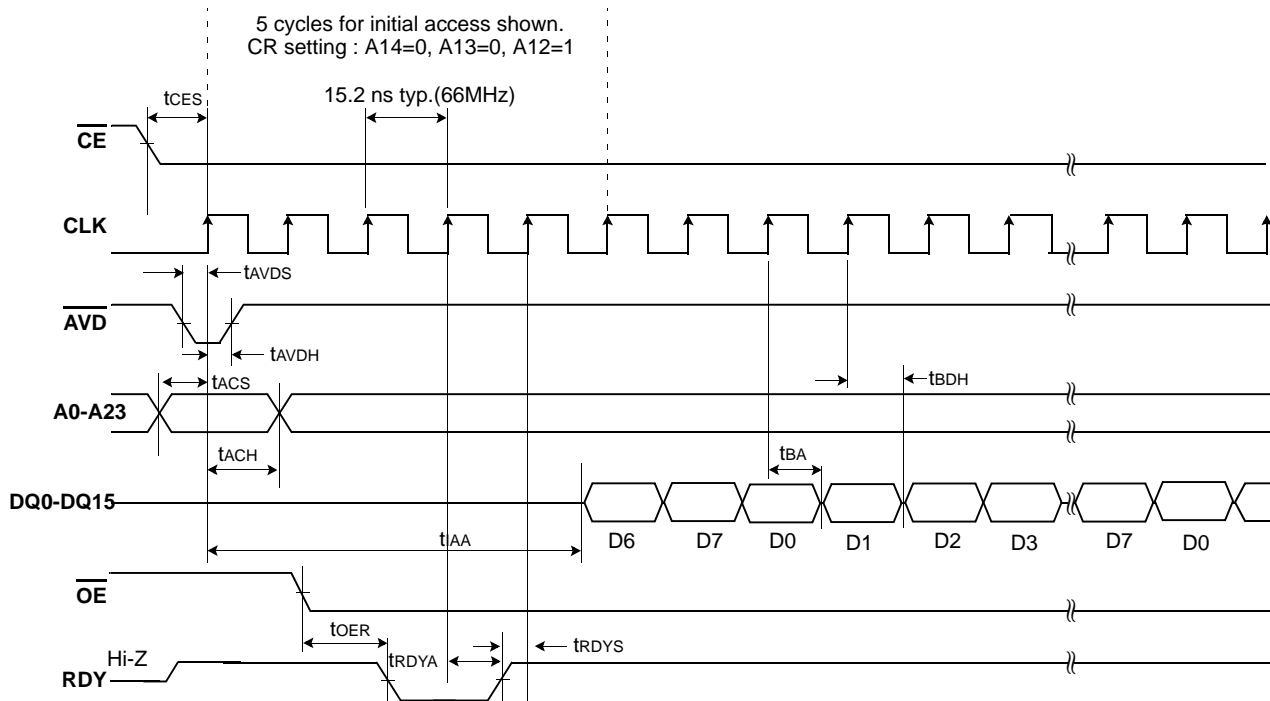 5 cycles for initial access shown.
CR setting : A14=0, A13=0, A12=1
tCES
15.2 ns typ.(66MHz)
CE
CLK
tAVDS
AVD
tAVDH
tACS
tBDH
A0-A23
tACH
tBA
DQ0-DQ15
D6 D7 D0 D1 D2 D3 D7 D0
tIAA
OE
tOER
tRDYS
Hi-Z
tRDYA
RDY